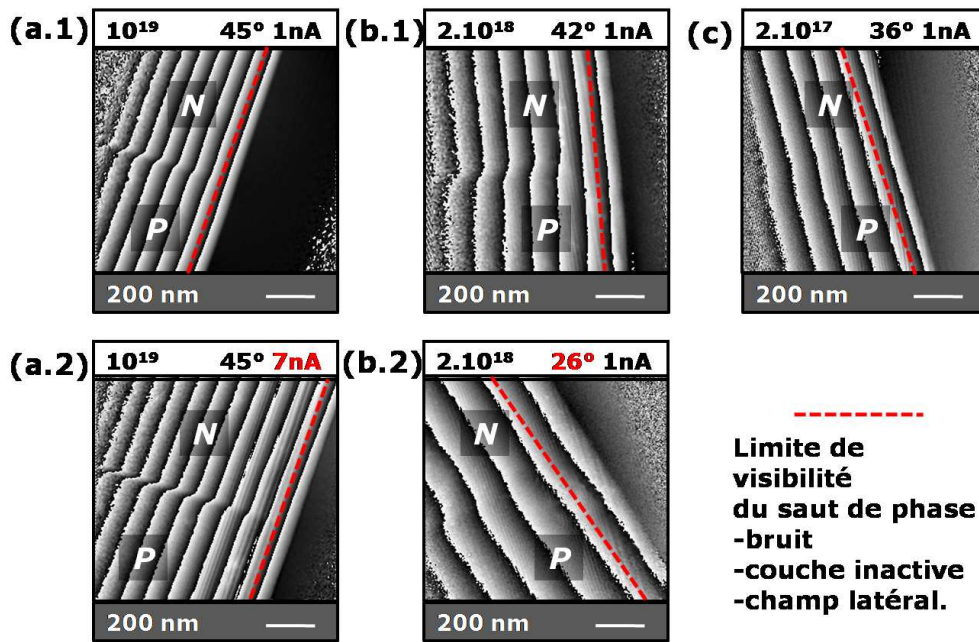 (a.1)
10¹⁹ 45° 1nA
N
P
200 nm
(b.1)
2.10¹⁸ 42° 1nA
N
P
200 nm
(c)
2.10¹⁷ 36° 1nA
N
P
200 nm
(a.2)
10¹⁹ 45° 7nA
N
P
200 nm
(b.2)
2.10¹⁸ 26° 1nA
N
P
200 nm
Limite de
visibilité
du saut de phase
-bruit
-couche inactive
-champ latéral.